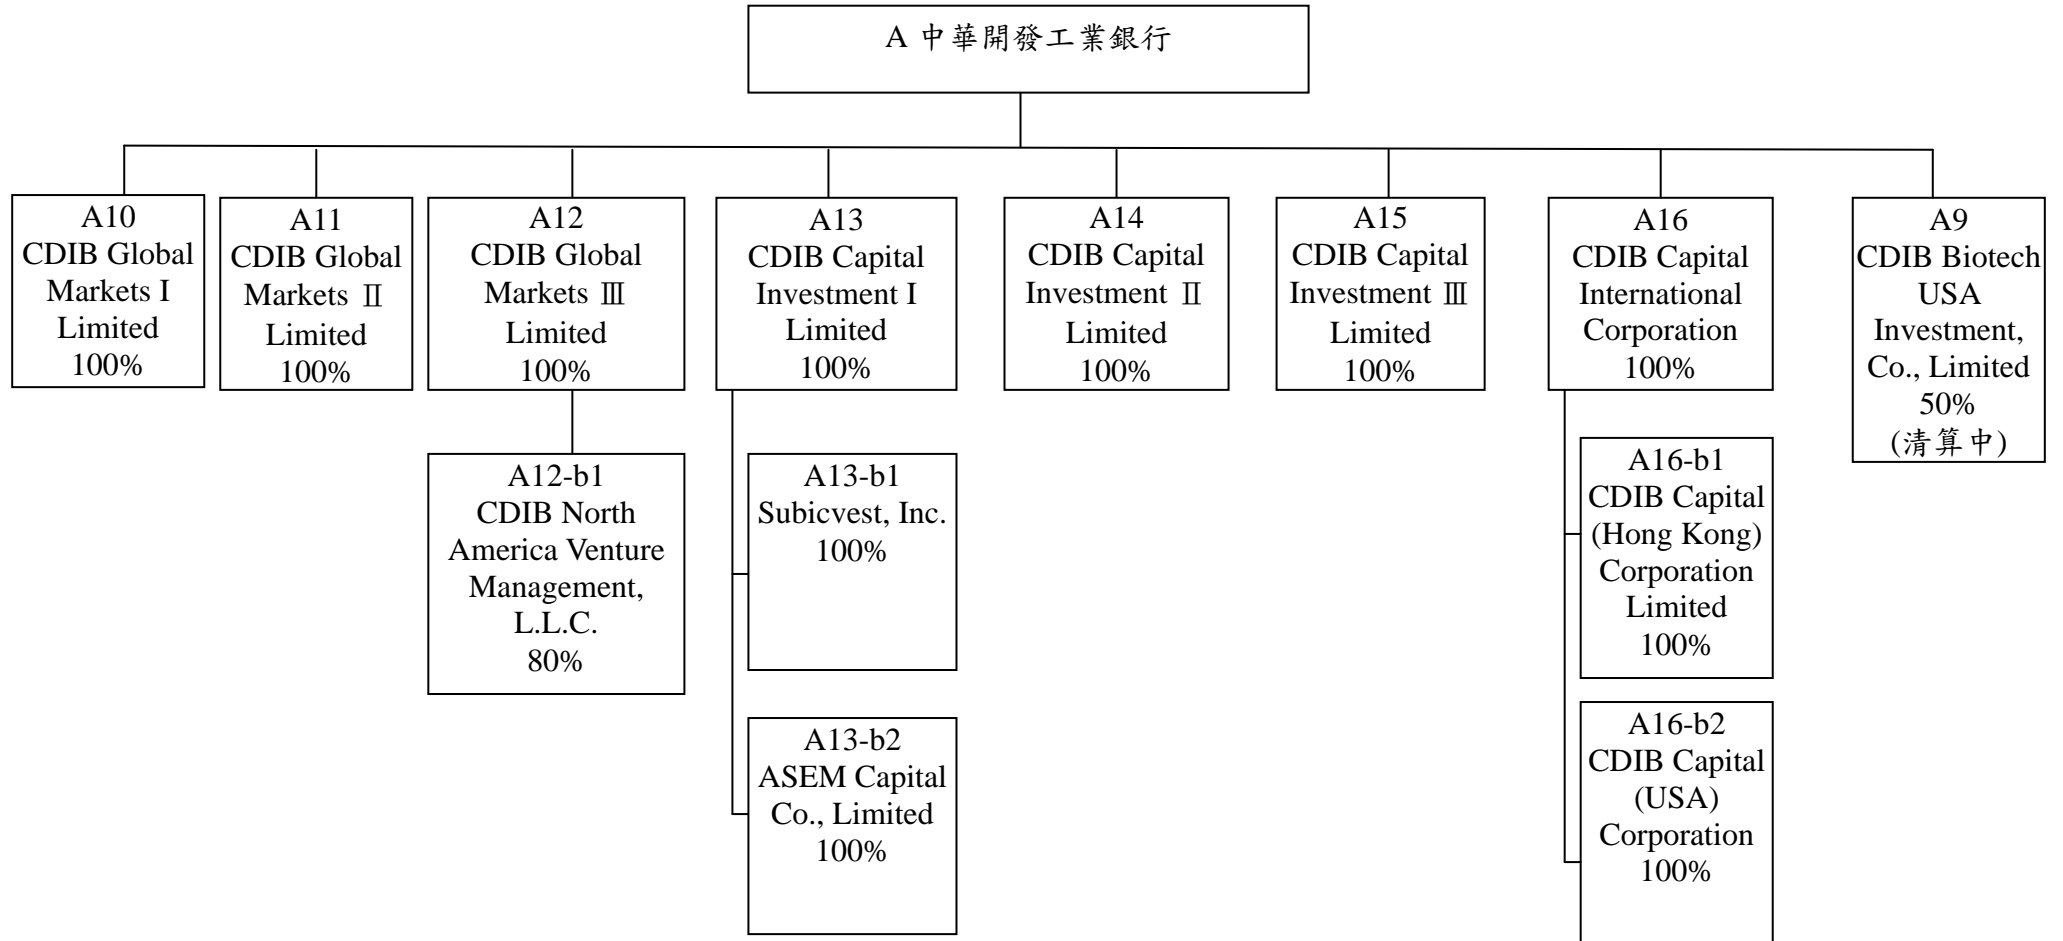 A 中華開發工業銀行
A10
CDIB Global
Markets I
Limited
100%
A11
CDIB Global
Markets Ⅱ
Limited
100%
A12
CDIB Global
Markets Ⅲ
Limited
100%
A13
CDIB Capital
Investment I
Limited
100%
A14
CDIB Capital
Investment Ⅱ
Limited
100%
A15
CDIB Capital
Investment Ⅲ
Limited
100%
A16
CDIB Capital
International
Corporation
100%
A9
CDIB Biotech
USA
Investment,
Co., Limited
50%
(清算中)
A12-b1
CDIB North
America Venture
Management,
L.L.C.
80%
A13-b1
Subicvest, Inc.
100%
A13-b2
ASEM Capital
Co., Limited
100%
A16-b1
CDIB Capital
(Hong Kong)
Corporation
Limited
100%
A16-b2
CDIB Capital
(USA)
Corporation
100%